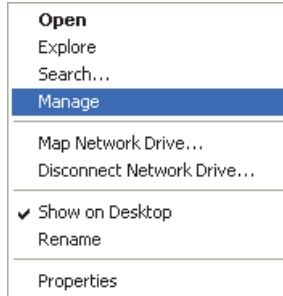 Open
Explore
Search...
Manage
Map Network Drive...
Disconnect Network Drive...
Show on Desktop
Rename
Properties